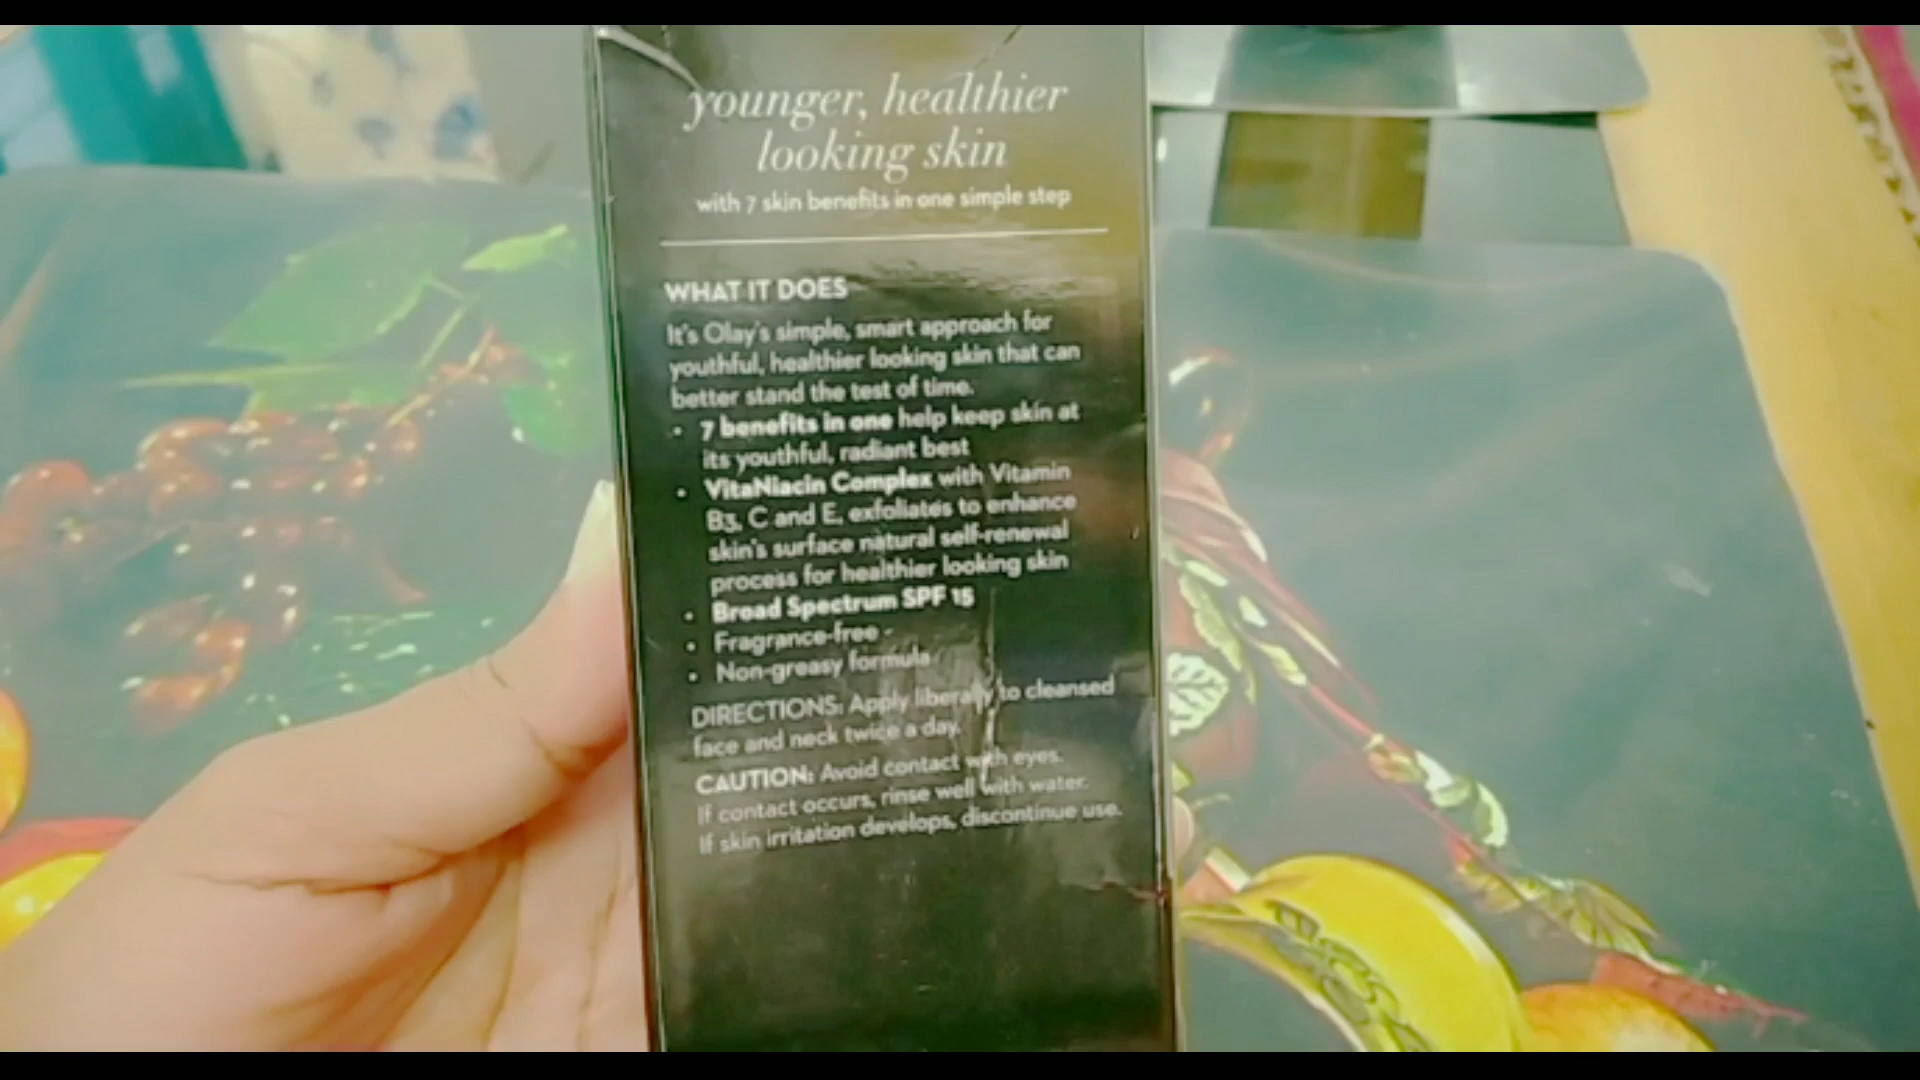 younger, healthier
looking skin
with 7 skin benefits in one simple step
WHAT IT DOES
It's Olay's simple, smart approach for
youthful, healthier looking skin that can
better stand the test of time.
• 7 benefits in one help keep skin at
its youthful, radiant best
• VitaNiacin Complex with Vitamin
B3, C and E, exfoliates to enhance
skin's surface natural self-renewal
process for healthier looking skin
• Broad Spectrum SPF 15
• Fragrance-free
• Non-greasy formula
DIRECTIONS: Apply liberally to cleansed
face and neck twice a day.
CAUTION: Avoid contact with eyes.
If contact occurs, rinse well with water.
If skin irritation develops, discontinue use.